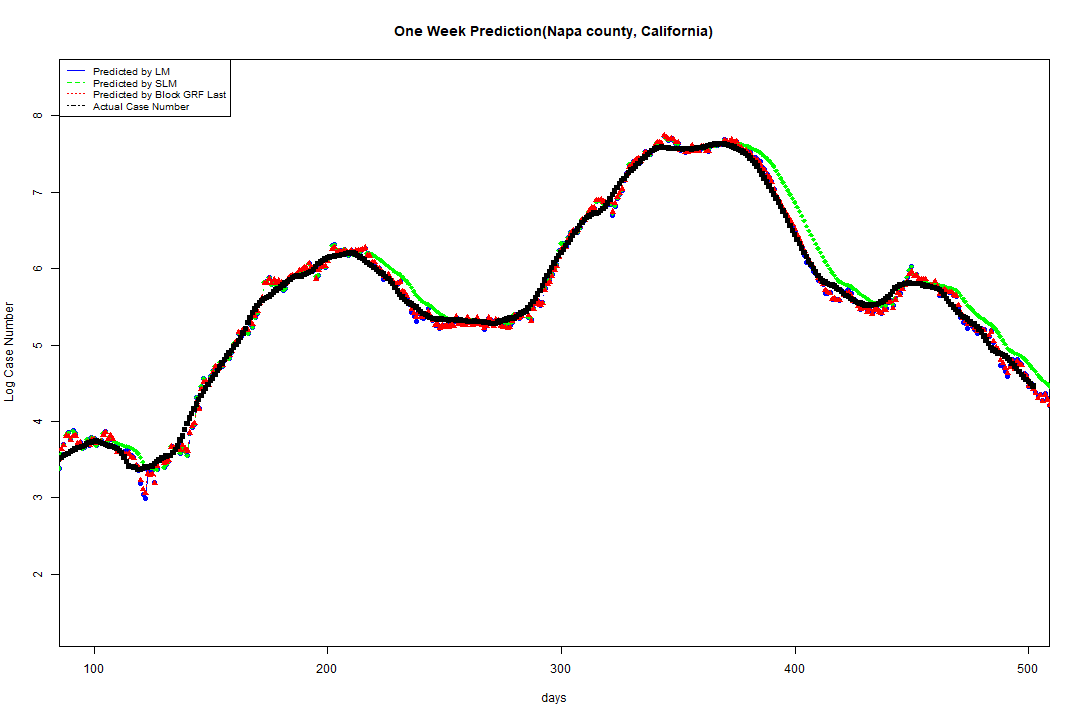 One Week Prediction(Napa county, California)
Predicted by LM
Predicted by SLM
Predicted by Block GRF Last
Actual Case Number
8
7
6
5
4
3
2
Log Case Number
100 200 300 400 500
days